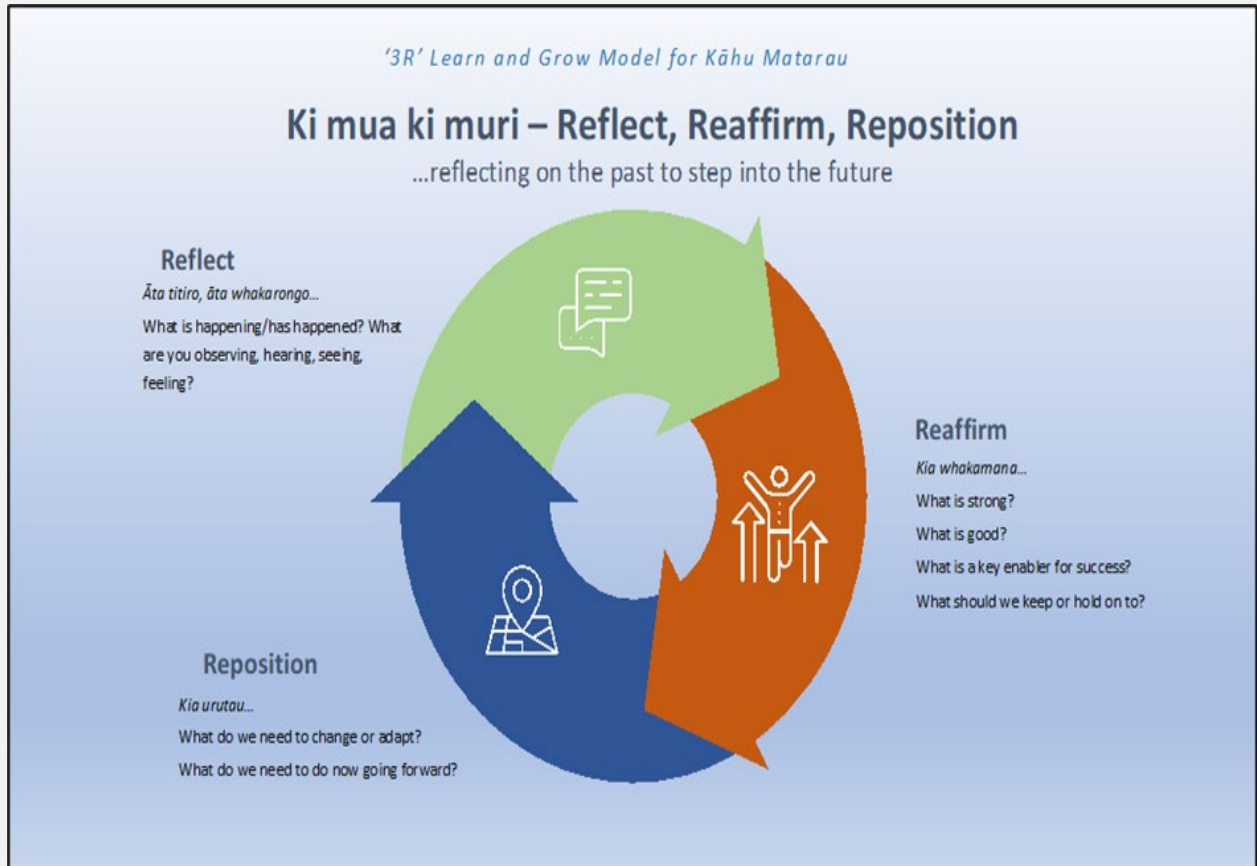 ‘3R’ Learn and Grow Model for Kāhu Matarau
Ki mua ki muri – Reflect, Reaffirm, Reposition
...reflecting on the past to step into the future
Reflect
Āta titiro, āta whakarongo...
What is happening/has happened? What
are you observing, hearing, seeing,
feeling?
Reaffirm
Kia whakamana...
What is strong?
What is good?
What is a key enabler for success?
What should we keep or hold on to?
Reposition
Kia urutau...
What do we need to change or adapt?
What do we need to do now going forward?